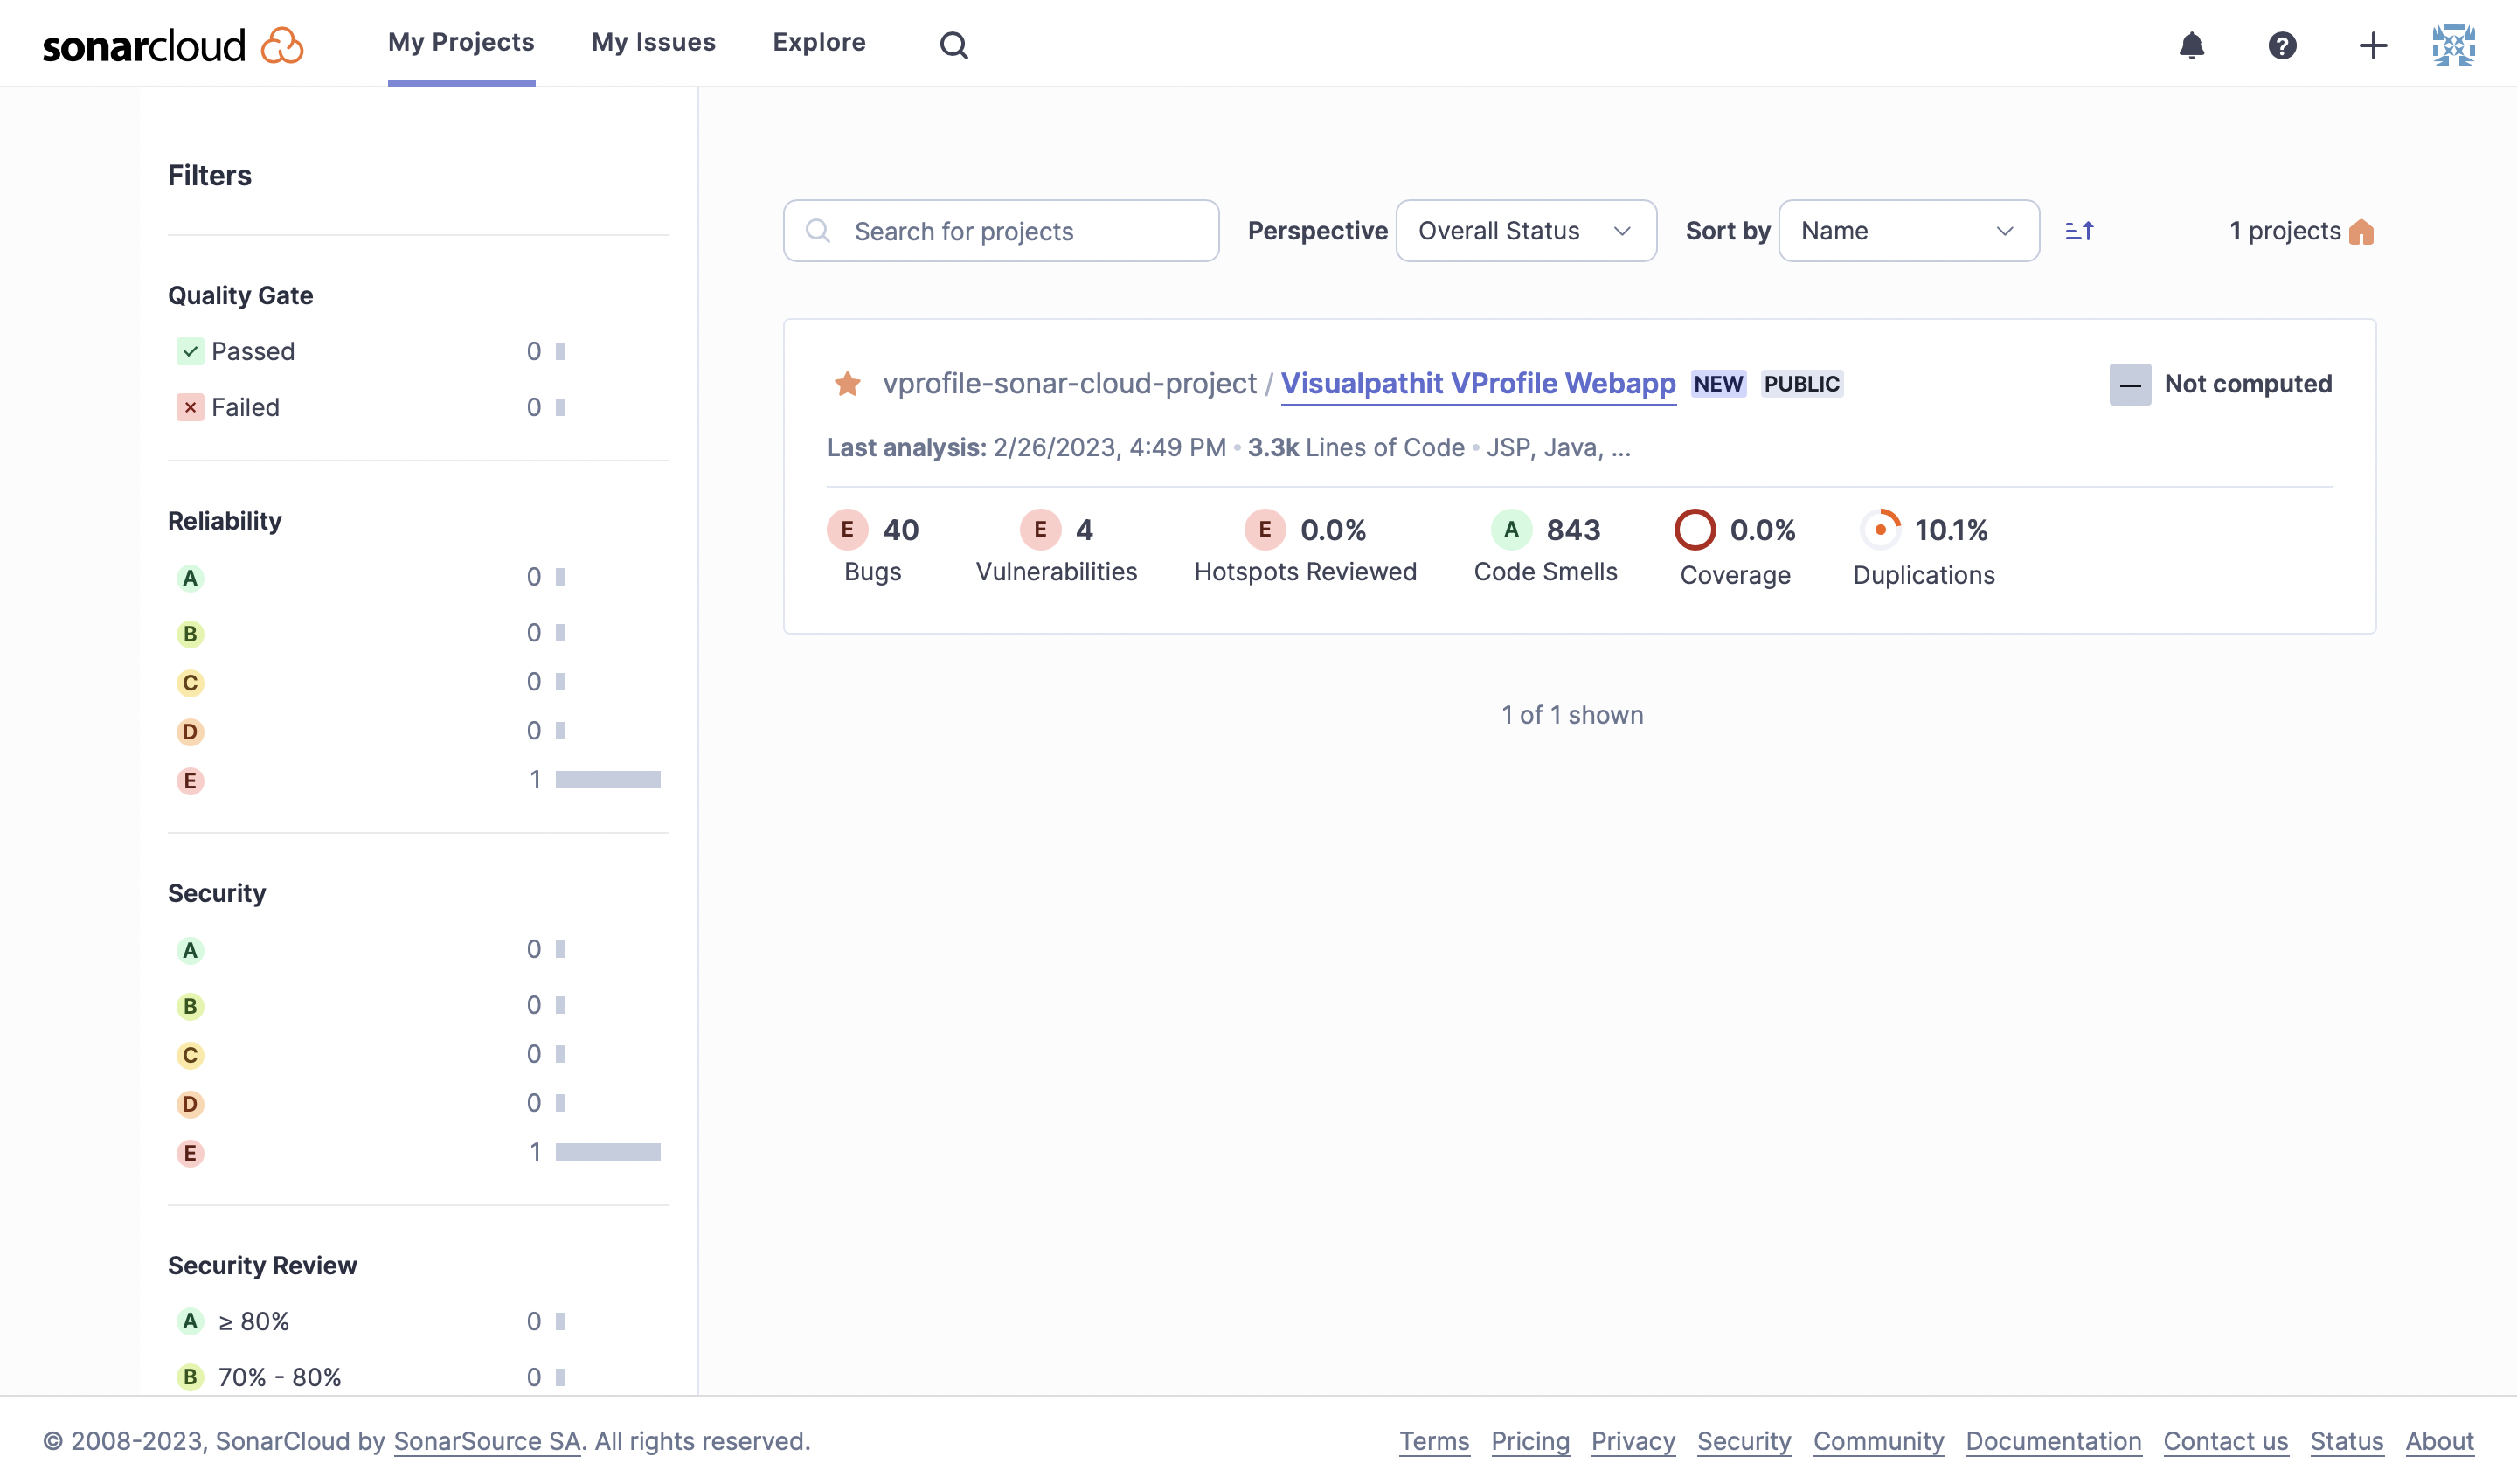 sonarcloud My Projects My Issues Explore
Filters
Quality Gate
Passed 0
Failed 0
Reliability
A 0
B 0
C 0
D 0
E 1
Security
A 0
B 0
C 0
D 0
E 1
Security Review
A ≥ 80% 0
B 70% - 80% 0
Search for projects Perspective Overall Status Sort by Name 1 projects
vprofile-sonar-cloud-project / Visualpathit VProfile Webapp NEW PUBLIC Not computed
Last analysis: 2/26/2023, 4:49 PM • 3.3k Lines of Code • JSP, Java, ...
E 40 E 4 E 0.0% A 843 0.0% 10.1%
Bugs Vulnerabilities Hotspots Reviewed Code Smells Coverage Duplications
1 of 1 shown
© 2008-2023, SonarCloud by SonarSource SA. All rights reserved. Terms Pricing Privacy Security Community Documentation Contact us Status About